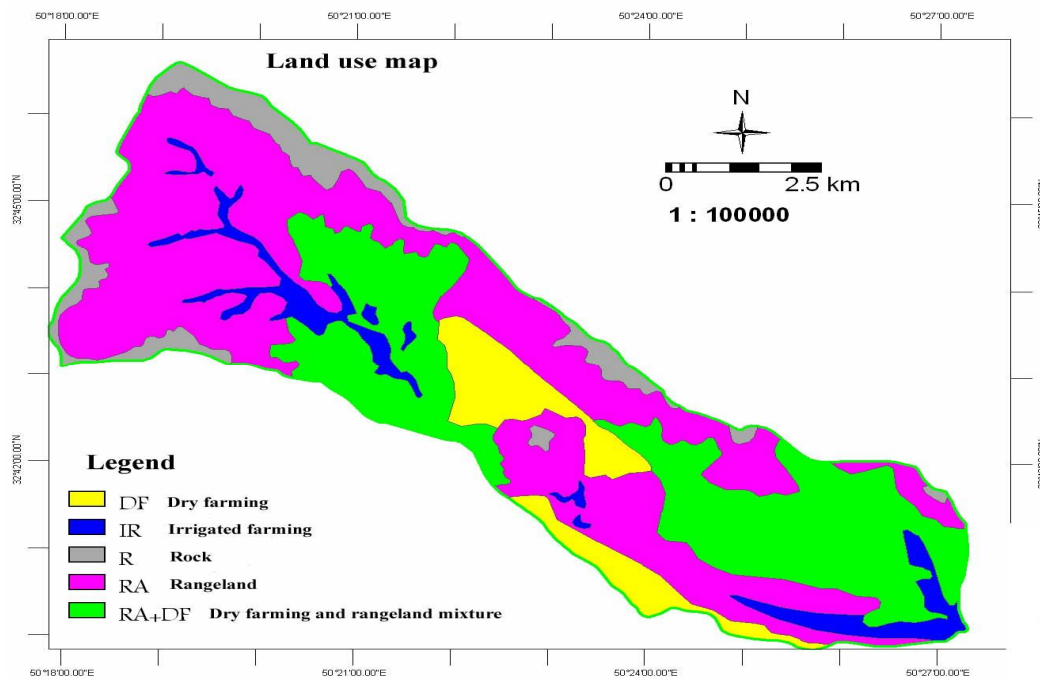 50°18'00.00"E 50°21'00.00"E 50°24'00.00"E 50°27'00.00"E
Land use map
N
0 2.5 km
1 : 100000
32°45'00.00"N
32°42'00.00"N
Legend
DF Dry farming
IR Irrigated farming
R Rock
RA Rangeland
RA+DF Dry farming and rangeland mixture
50°18'00.00"E 50°21'00.00"E 50°24'00.00"E 50°27'00.00"E